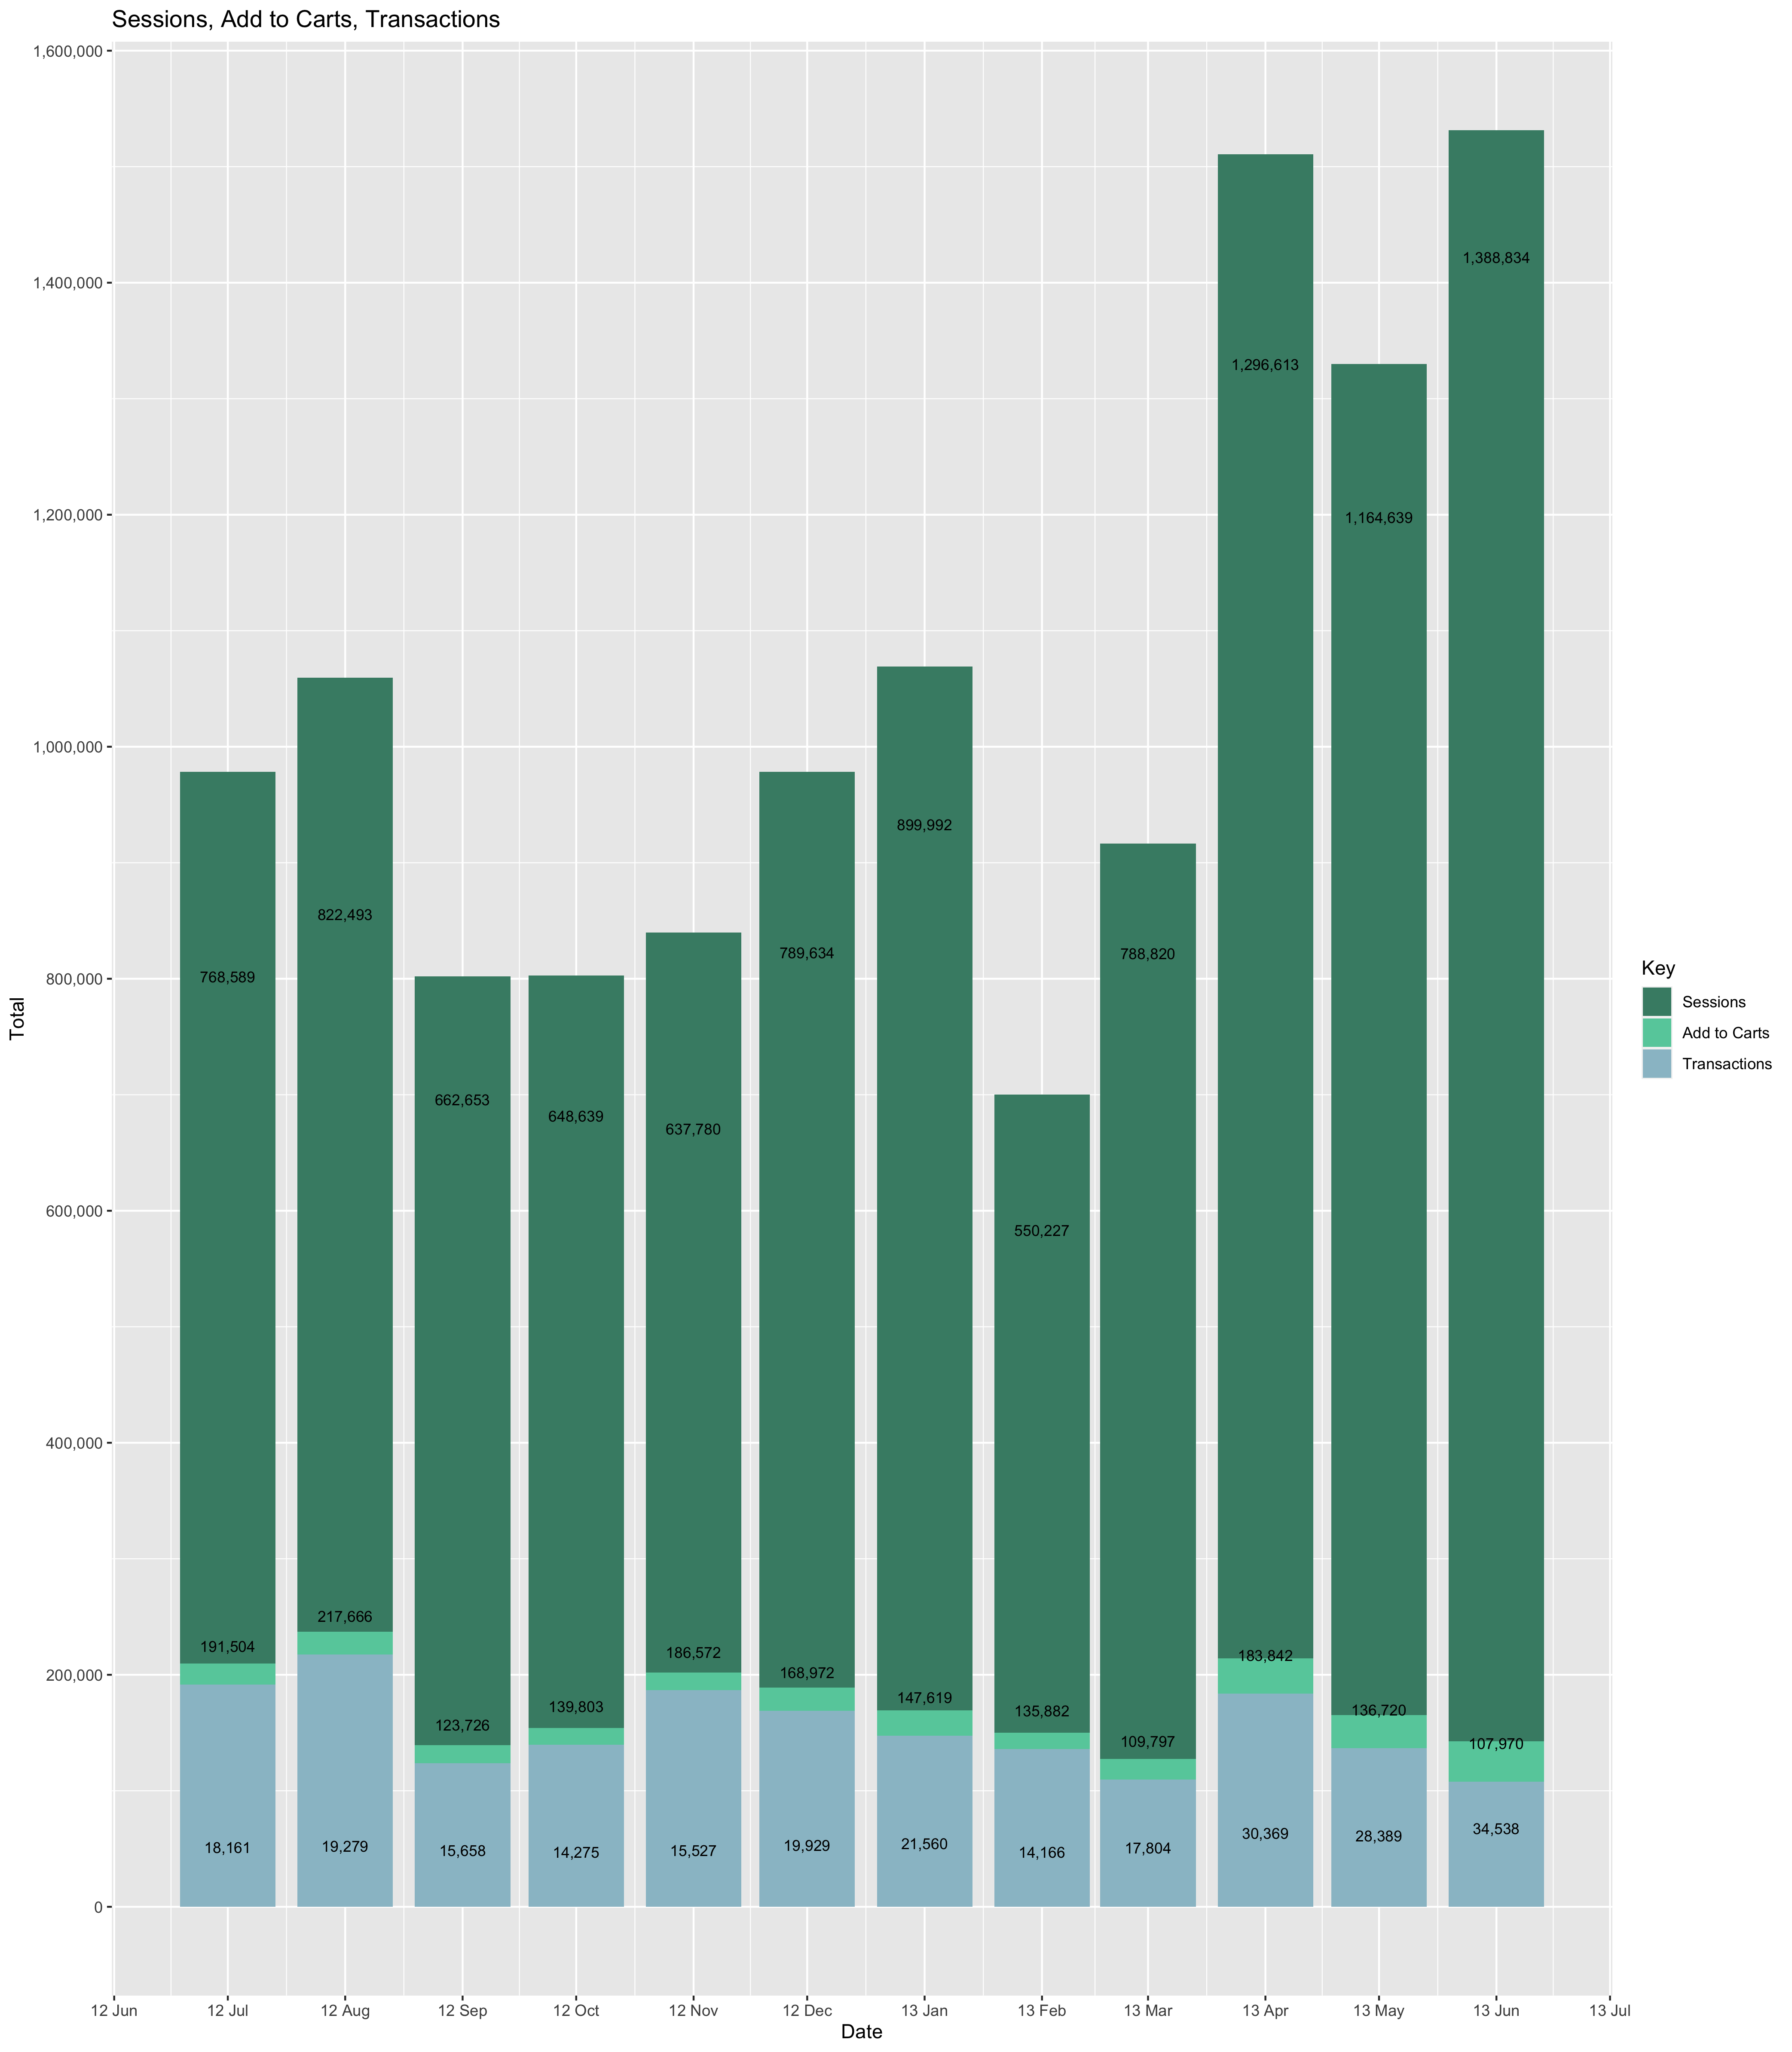 Sessions, Add to Carts, Transactions
1,600,000
1,400,000
1,200,000
1,000,000
800,000
600,000
400,000
200,000
0
Total
1,388,834
1,296,613
1,164,639
899,992
822,493
789,634
788,820
768,589
662,653
648,639
637,780
550,227
217,666
191,504
186,572
183,842
168,972
147,619
139,803
135,882
136,720
123,726
109,797
107,970
18,161
19,279
15,658
14,275
15,527
19,929
21,560
14,166
17,804
30,369
28,389
34,538
12 Jun
12 Jul
12 Aug
12 Sep
12 Oct
12 Nov
12 Dec
13 Jan
13 Feb
13 Mar
13 Apr
13 May
13 Jun
13 Jul
Date
Key
Sessions
Add to Carts
Transactions